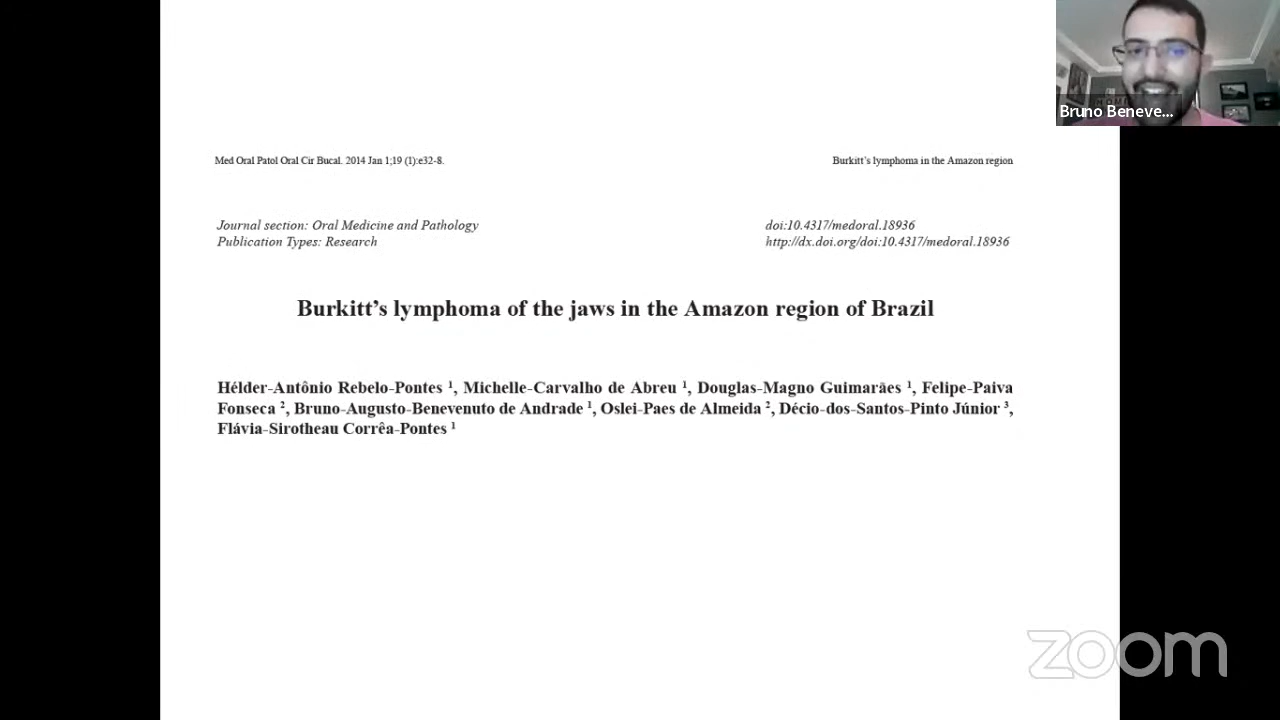 Bruno Beneve...
Med Oral Patol Oral Cir Bucal. 2014 Jan 1;19 (1):e32-8.
Burkitt's lymphoma in the Amazon region
Journal section: Oral Medicine and Pathology
Publication Types: Research
doi:10.4317/medoral.18936
http://dx.doi.org/doi:10.4317/medoral.18936
Burkitt's lymphoma of the jaws in the Amazon region of Brazil
Hélder-Antônio Rebelo-Pontes ¹, Michelle-Carvalho de Abreu ¹, Douglas-Magno Guimarães ¹, Felipe-Paiva
Fonseca ², Bruno-Augusto-Benevenuto de Andrade ¹, Oslei-Paes de Almeida ², Décio-dos-Santos-Pinto Júnior ³,
Flávia-Sirotheau Corrêa-Pontes ¹
zoom